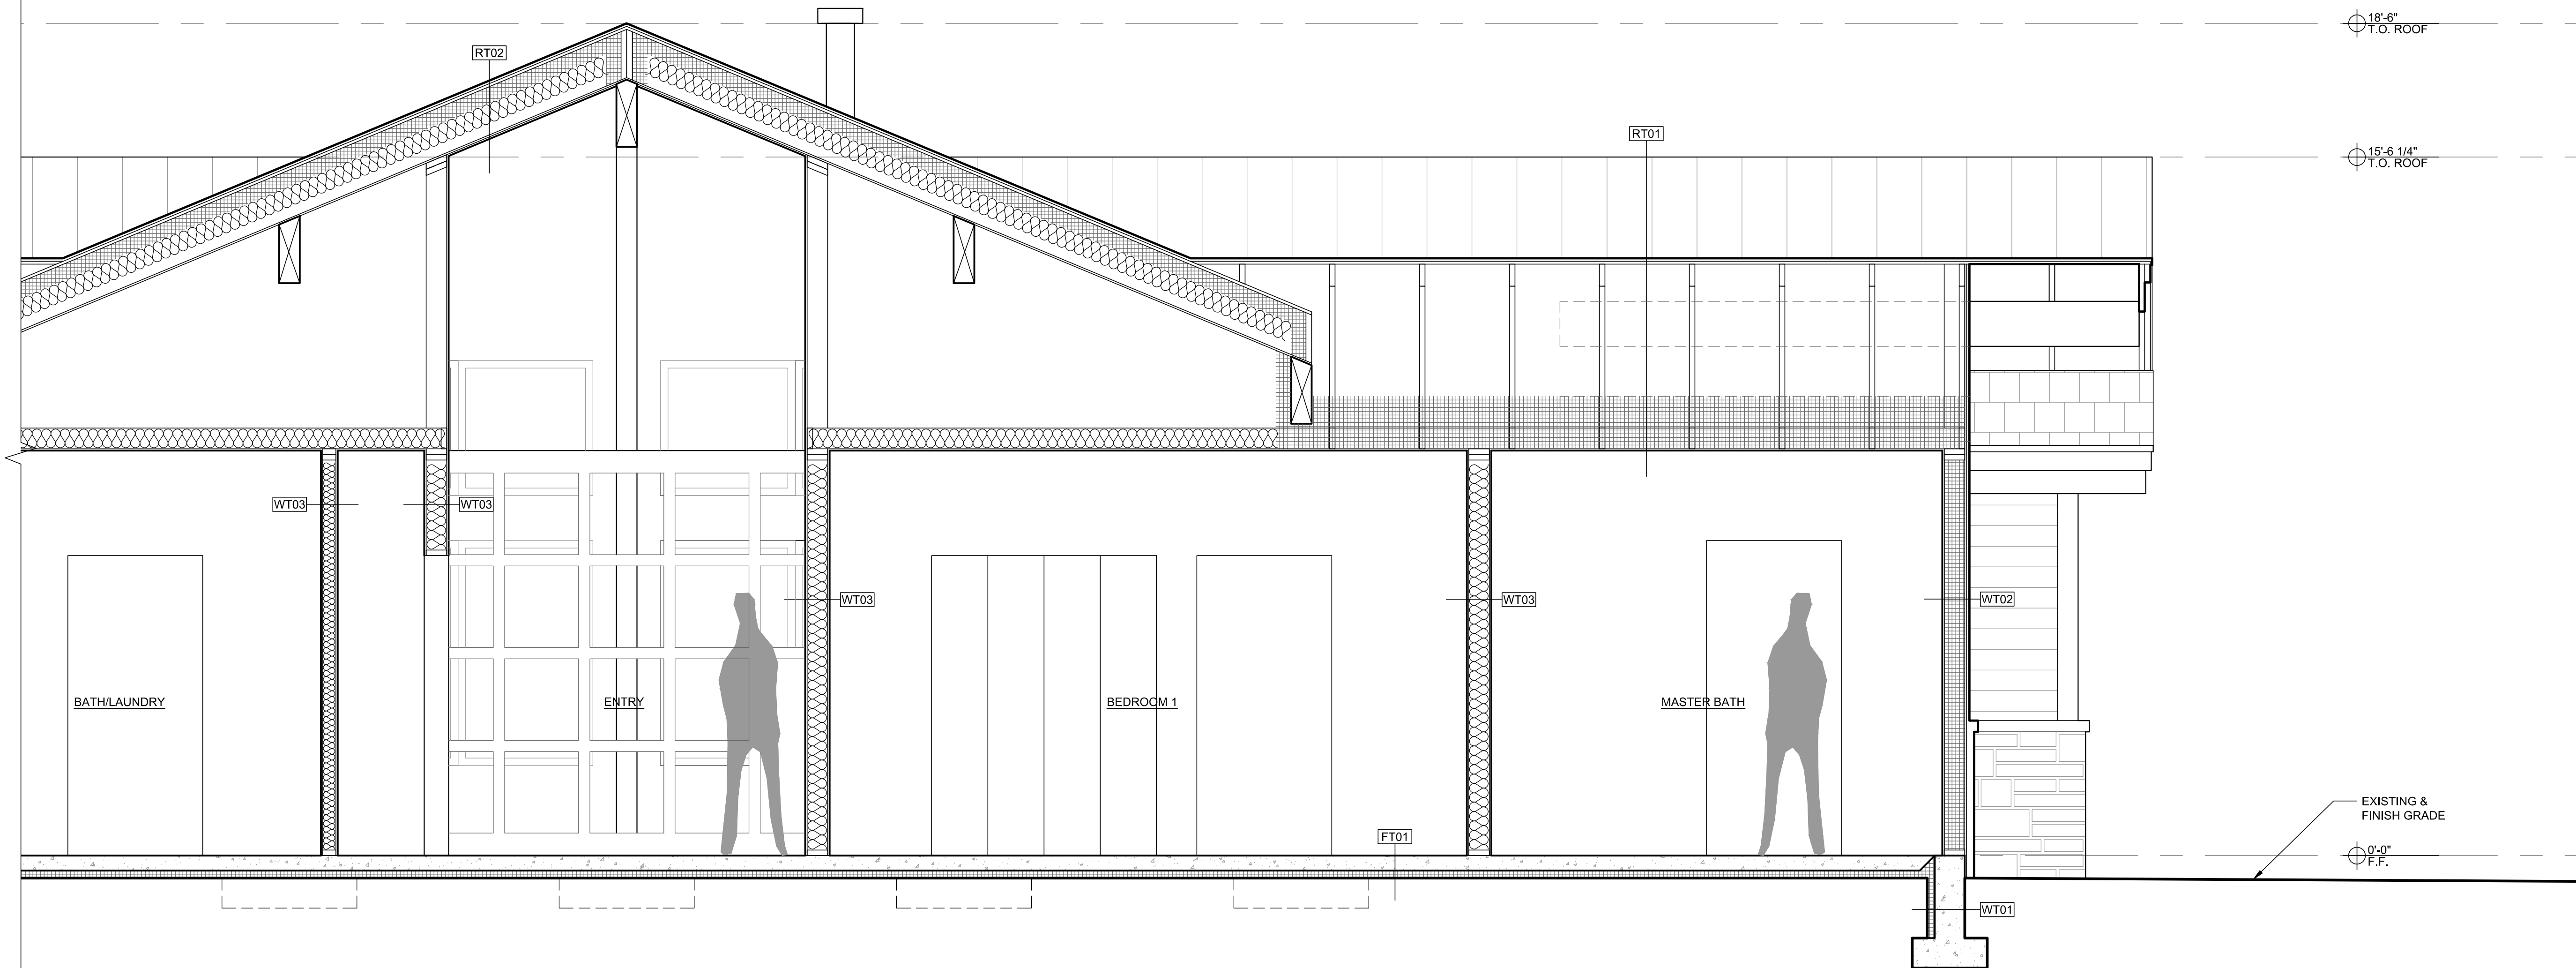 18'-6"
T.O. ROOF
RT02
RT01
15'-6 1/4"
T.O. ROOF
WT03
WT03
WT03
WT03
WT02
BATH/LAUNDRY
ENTRY
BEDROOM 1
MASTER BATH
EXISTING &
FINISH GRADE
FT01
0'-0"
F.F.
WT01